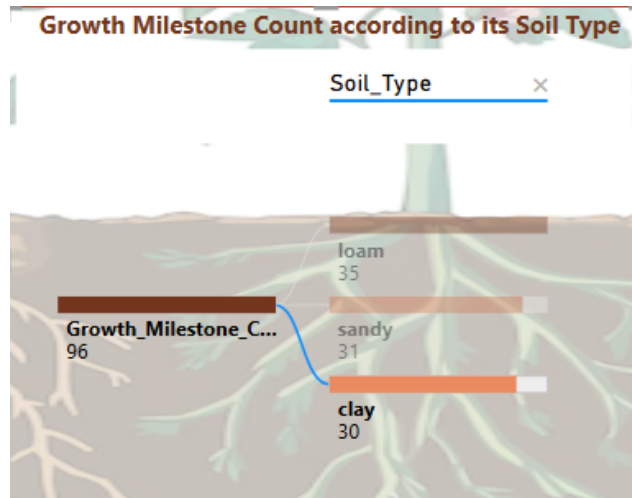 Growth Milestone Count according to its Soil Type
Soil_Type ×
loam
35
Growth_Milestone_C...
96
sandy
31
clay
30